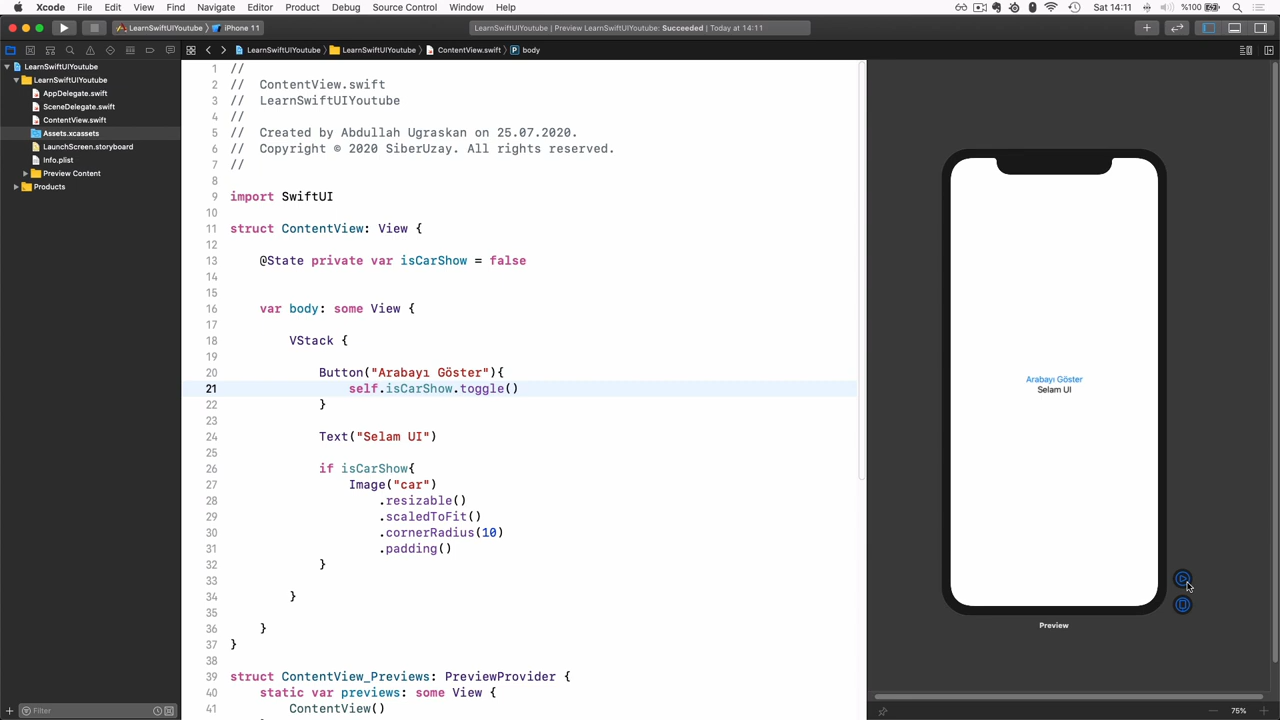 Xcode File Edit View Find Navigate Editor Product Debug Source Control Window Help Sat 14:11 %100
LearnSwiftUIYoutube iPhone 11 LearnSwiftUIYoutube | Preview LearnSwiftUIYoutube: Succeeded | Today at 14:11
LearnSwiftUIYoutube LearnSwiftUIYoutube ContentView.swift body
LearnSwiftUIYoutube
LearnSwiftUIYoutube
AppDelegate.swift
SceneDelegate.swift
ContentView.swift
Assets.xcassets
LaunchScreen.storyboard
Info.plist
Preview Content
Products
1 //
2 // ContentView.swift
3 // LearnSwiftUIYoutube
4 //
5 // Created by Abdullah Ugraskan on 25.07.2020.
6 // Copyright © 2020 SiberUzay. All rights reserved.
7 //
8
9 import SwiftUI
10
11 struct ContentView: View {
12
13 @State private var isCarShow = false
14
15
16 var body: some View {
17
18 VStack {
19
20 Button("Arabayı Göster"){
21 self.isCarShow.toggle()
22 }
23
24 Text("Selam UI")
25
26 if isCarShow{
27 Image("car")
28 .resizable()
29 .scaledToFit()
30 .cornerRadius(10)
31 .padding()
32 }
33
34 }
35
36 }
37 }
38
39 struct ContentView_Previews: PreviewProvider {
40 static var previews: some View {
41 ContentView()
Arabayı Göster
Selam UI
Preview
Filter
75%